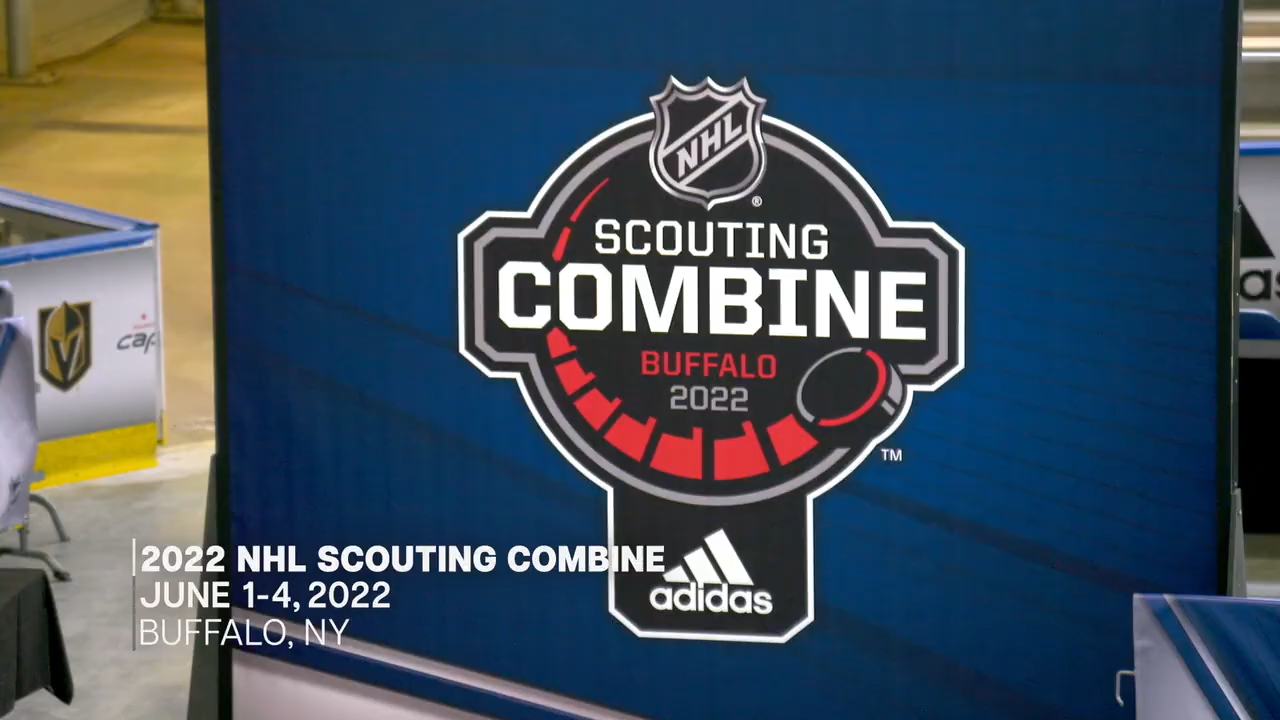 NHL
®
SCOUTING
COMBINE
BUFFALO
2022
TM
adidas
2022 NHL SCOUTING COMBINE
JUNE 1-4, 2022
BUFFALO, NY